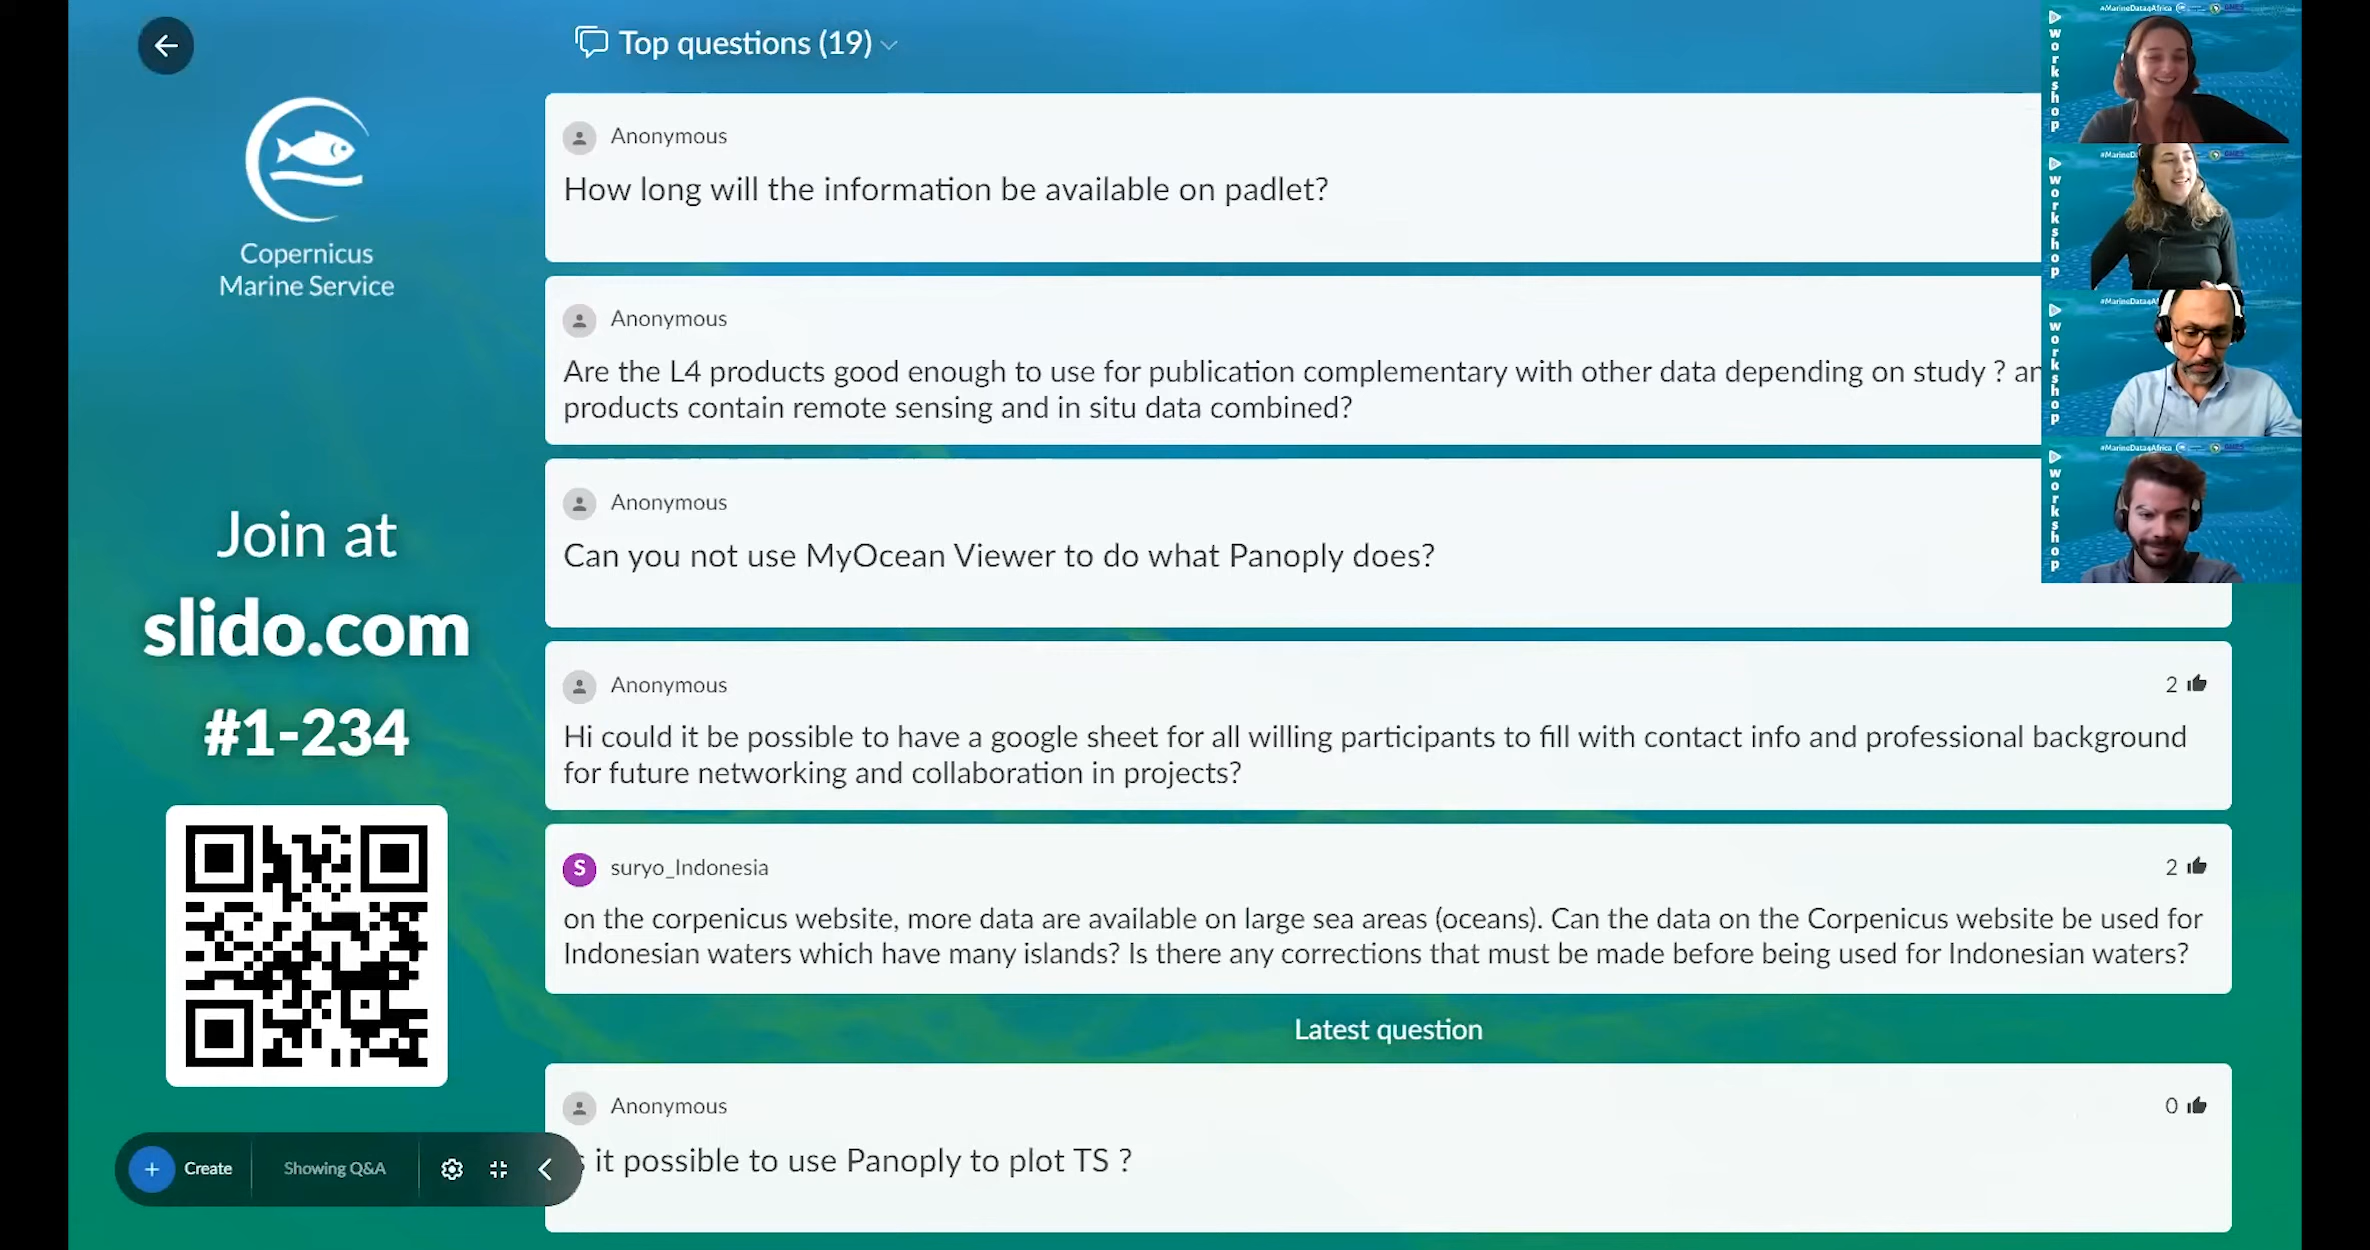 Top questions (19)
Copernicus
Marine Service
Join at
slido.com
#1-234
Anonymous
How long will the information be available on padlet?
Anonymous
Are the L4 products good enough to use for publication complementary with other data depending on study ?
products contain remote sensing and in situ data combined?
Anonymous
Can you not use MyOcean Viewer to do what Panoply does?
Anonymous
2
Hi could it be possible to have a google sheet for all willing participants to fill with contact info and professional background
for future networking and collaboration in projects?
S suryo_Indonesia
2
on the corpenicus website, more data are available on large sea areas (oceans). Can the data on the Corpenicus website be used for
Indonesian waters which have many islands? Is there any corrections that must be made before being used for Indonesian waters?
Latest question
Anonymous
0
it possible to use Panoply to plot TS ?
Create
Showing Q&A
#MarineData4Africa
workshop
workshop
#MarineData4Af
workshop
#MarineData4Africa
workshop